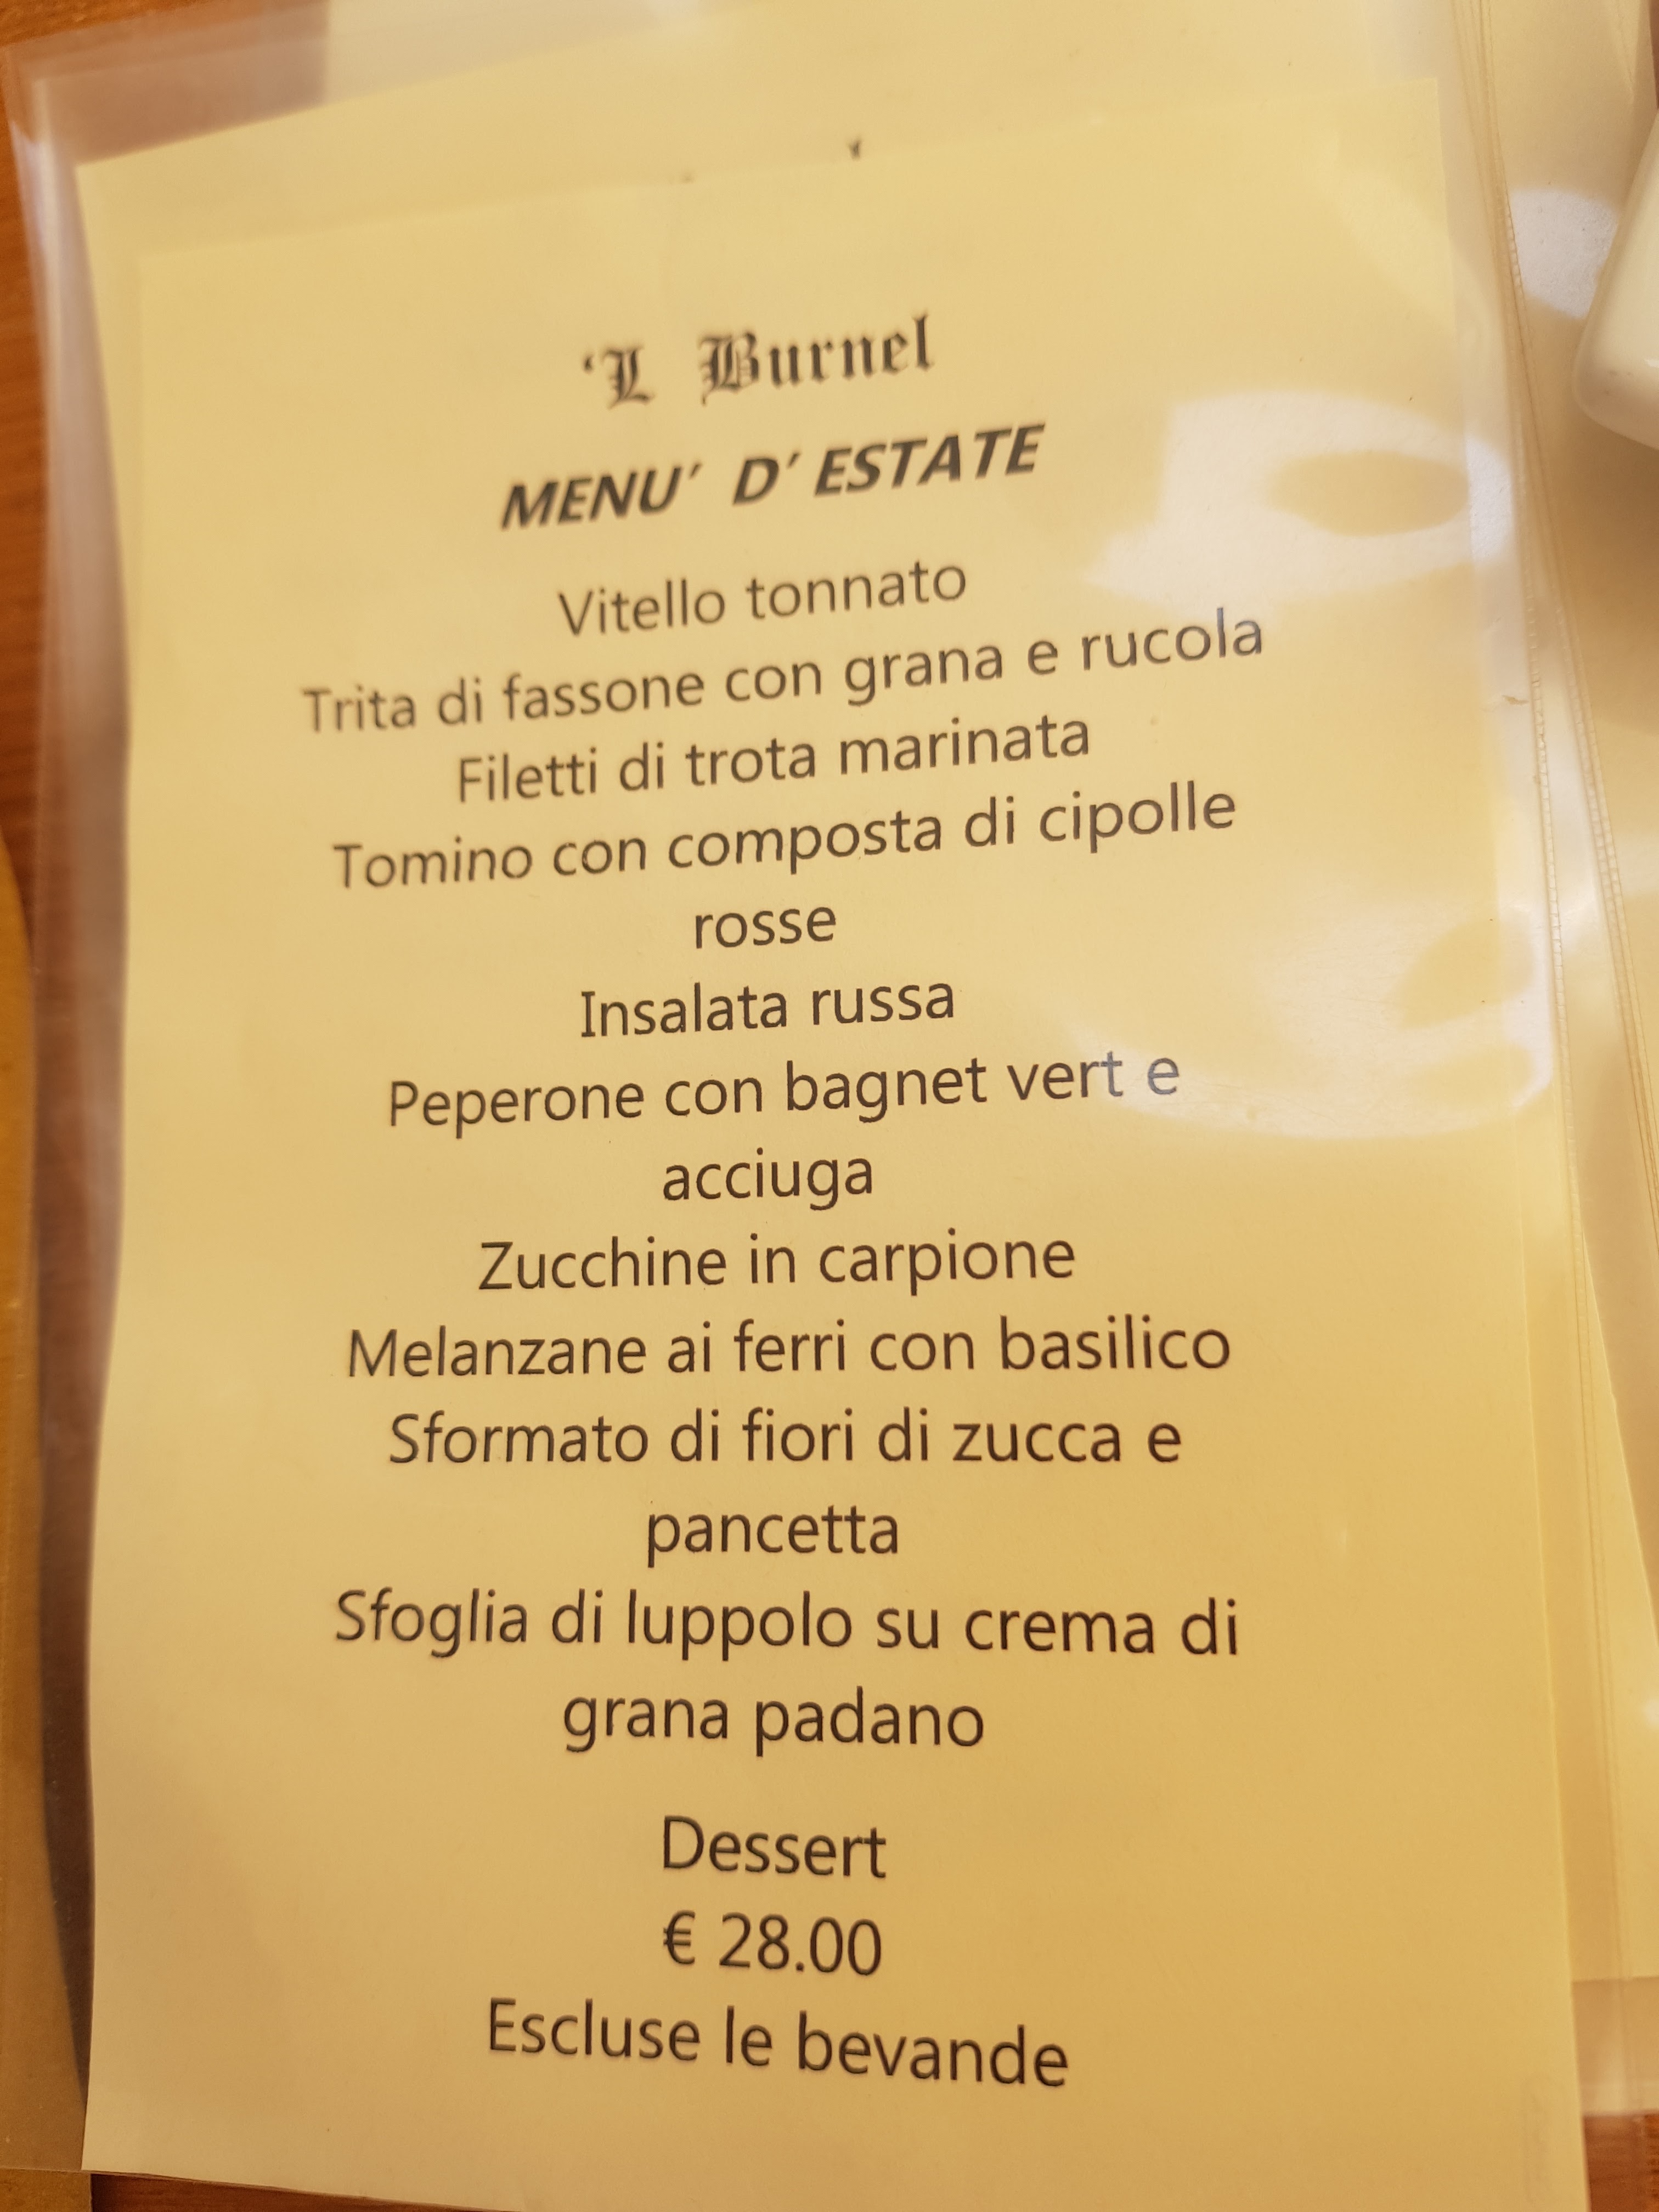 'L Burnel
MENU' D' ESTATE
Vitello tonnato
Trita di fassone con grana e rucola
Filetti di trota marinata
Tomino con composta di cipolle
rosse
Insalata russa
Peperone con bagnet vert e
acciuga
Zucchine in carpione
Melanzane ai ferri con basilico
Sformato di fiori di zucca e
pancetta
Sfoglia di luppolo su crema di
grana padano
Dessert
€ 28.00
Escluse le bevande